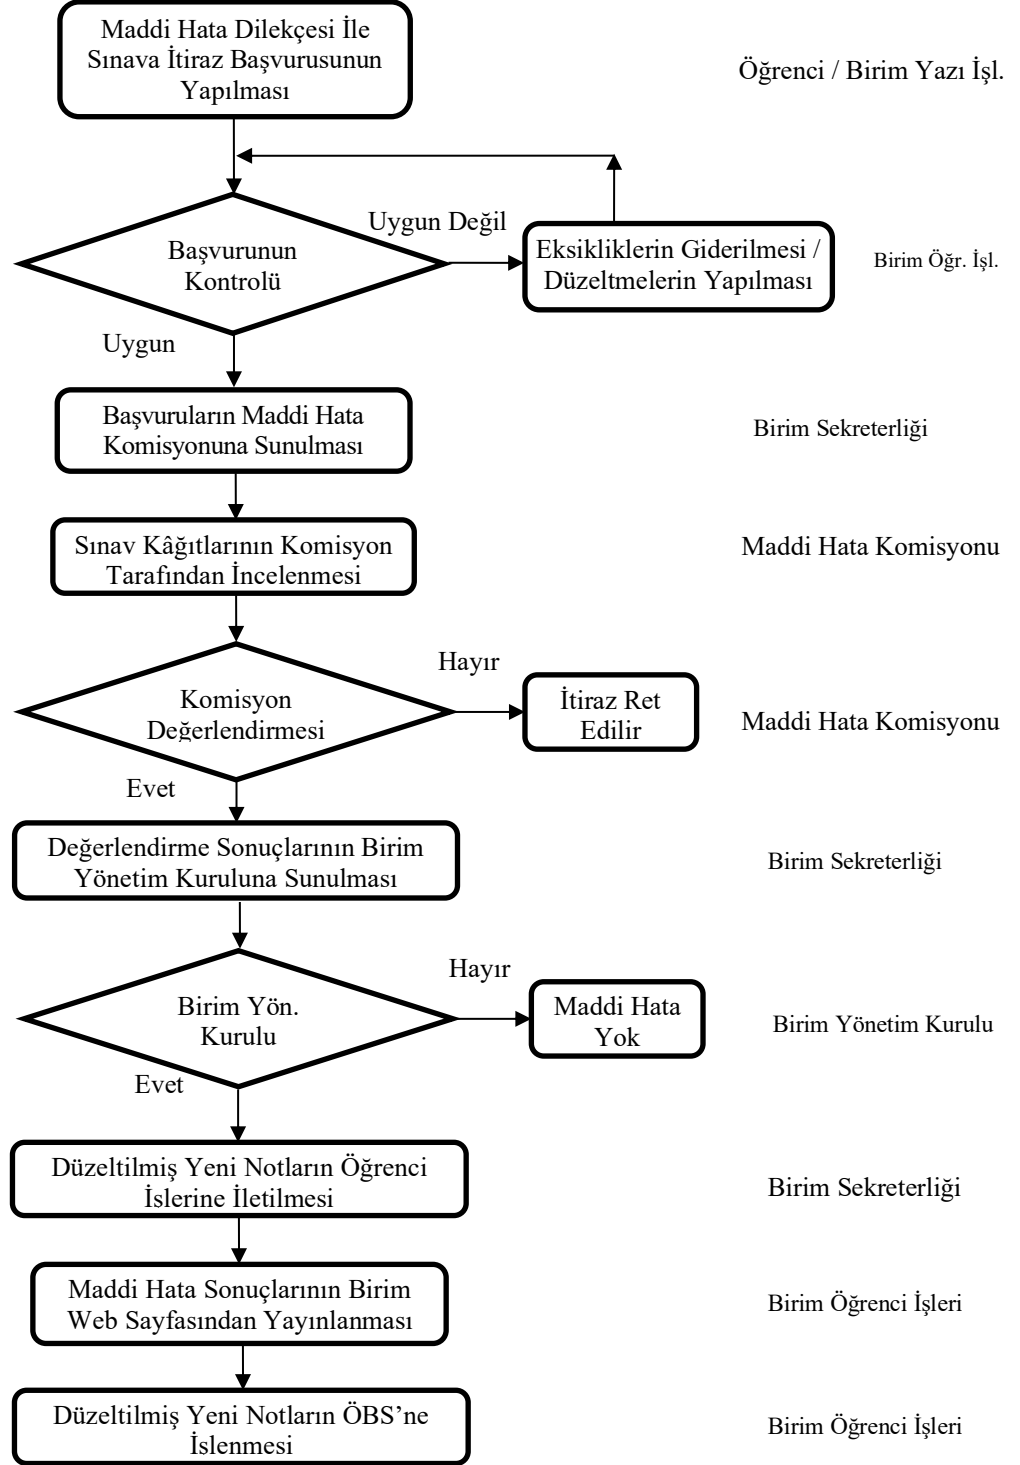 Maddi Hata Dilekçesi İle
Sınava İtiraz Başvurusunun
Yapılması
Öğrenci / Birim Yazı İşl.
Uygun Değil
Başvurunun
Kontrolü
Eksikliklerin Giderilmesi /
Düzeltmelerin Yapılması
Birim Öğr. İşl.
Uygun
Başvuruların Maddi Hata
Komisyonuna Sunulması
Birim Sekreterliği
Sınav Kâğıtlarının Komisyon
Tarafından İncelenmesi
Maddi Hata Komisyonu
Hayır
Komisyon
Değerlendirmesi
İtiraz Ret
Edilir
Maddi Hata Komisyonu
Evet
Değerlendirme Sonuçlarının Birim
Yönetim Kuruluna Sunulması
Birim Sekreterliği
Hayır
Birim Yön.
Kurulu
Maddi Hata
Yok
Birim Yönetim Kurulu
Evet
Düzeltilmiş Yeni Notların Öğrenci
İslerine İletilmesi
Birim Sekreterliği
Maddi Hata Sonuçlarının Birim
Web Sayfasından Yayınlanması
Birim Öğrenci İşleri
Düzeltilmiş Yeni Notların ÖBS’ne
İslenmesi
Birim Öğrenci İşleri